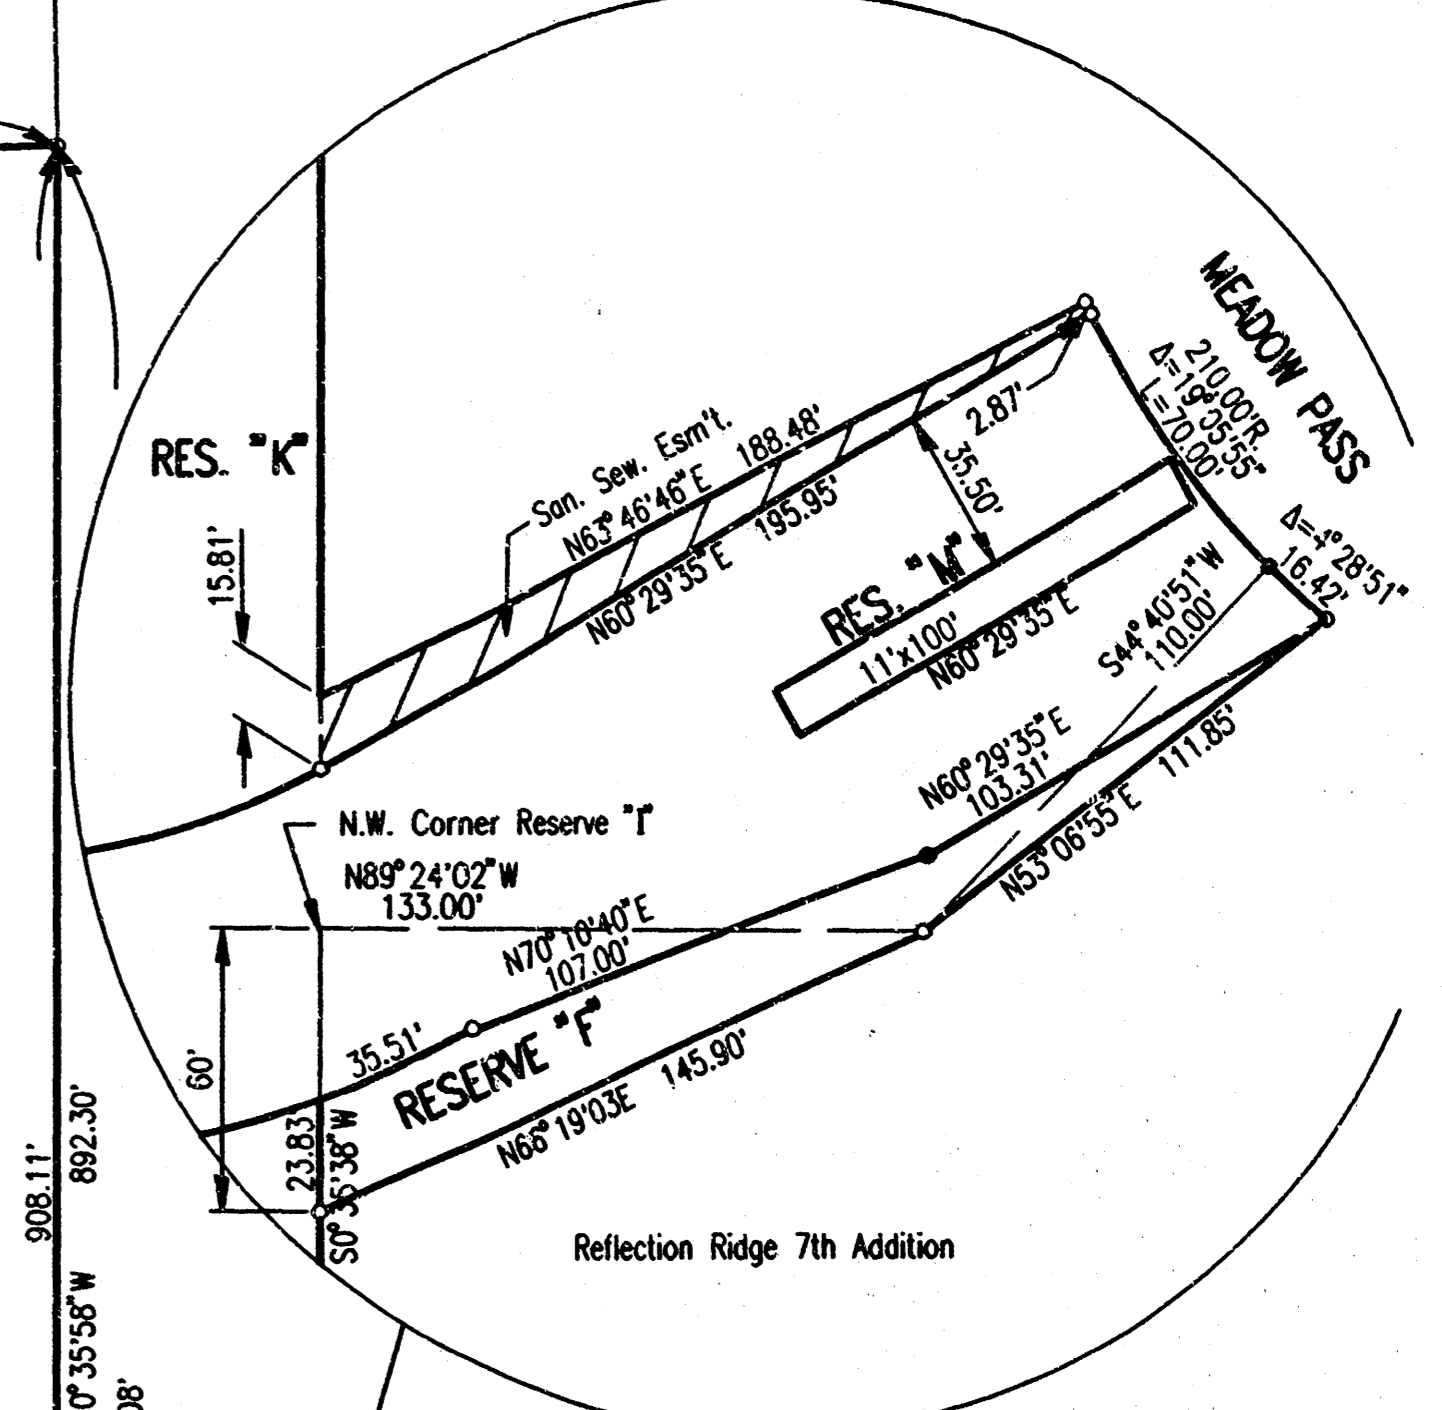 MEADOW PASS
210.00'R.
Δ=19°05'55"
L=70.00'
Δ=4°28'51"
16.42'
RES. "K"
San. Sew. Esm't.
N63°46'46"E 188.48'
2.87'
35.50'
N60°29'35"E 195.95'
15.81'
RES. "M"
11'x100'
N60°29'35"E
S44°40'51"W
110.00'
N60°29'35"E
103.31'
N53°06'55"E 111.85'
N.W. Corner Reserve "I"
N89°24'02"W
133.00'
N70°10'40"E
107.00'
35.51'
RESERVE "F"
N66°19'03E 145.90'
60'
23.83'
S0°35'38"W
Reflection Ridge 7th Addition
908.11'
892.30'
0°35'58"W
08'